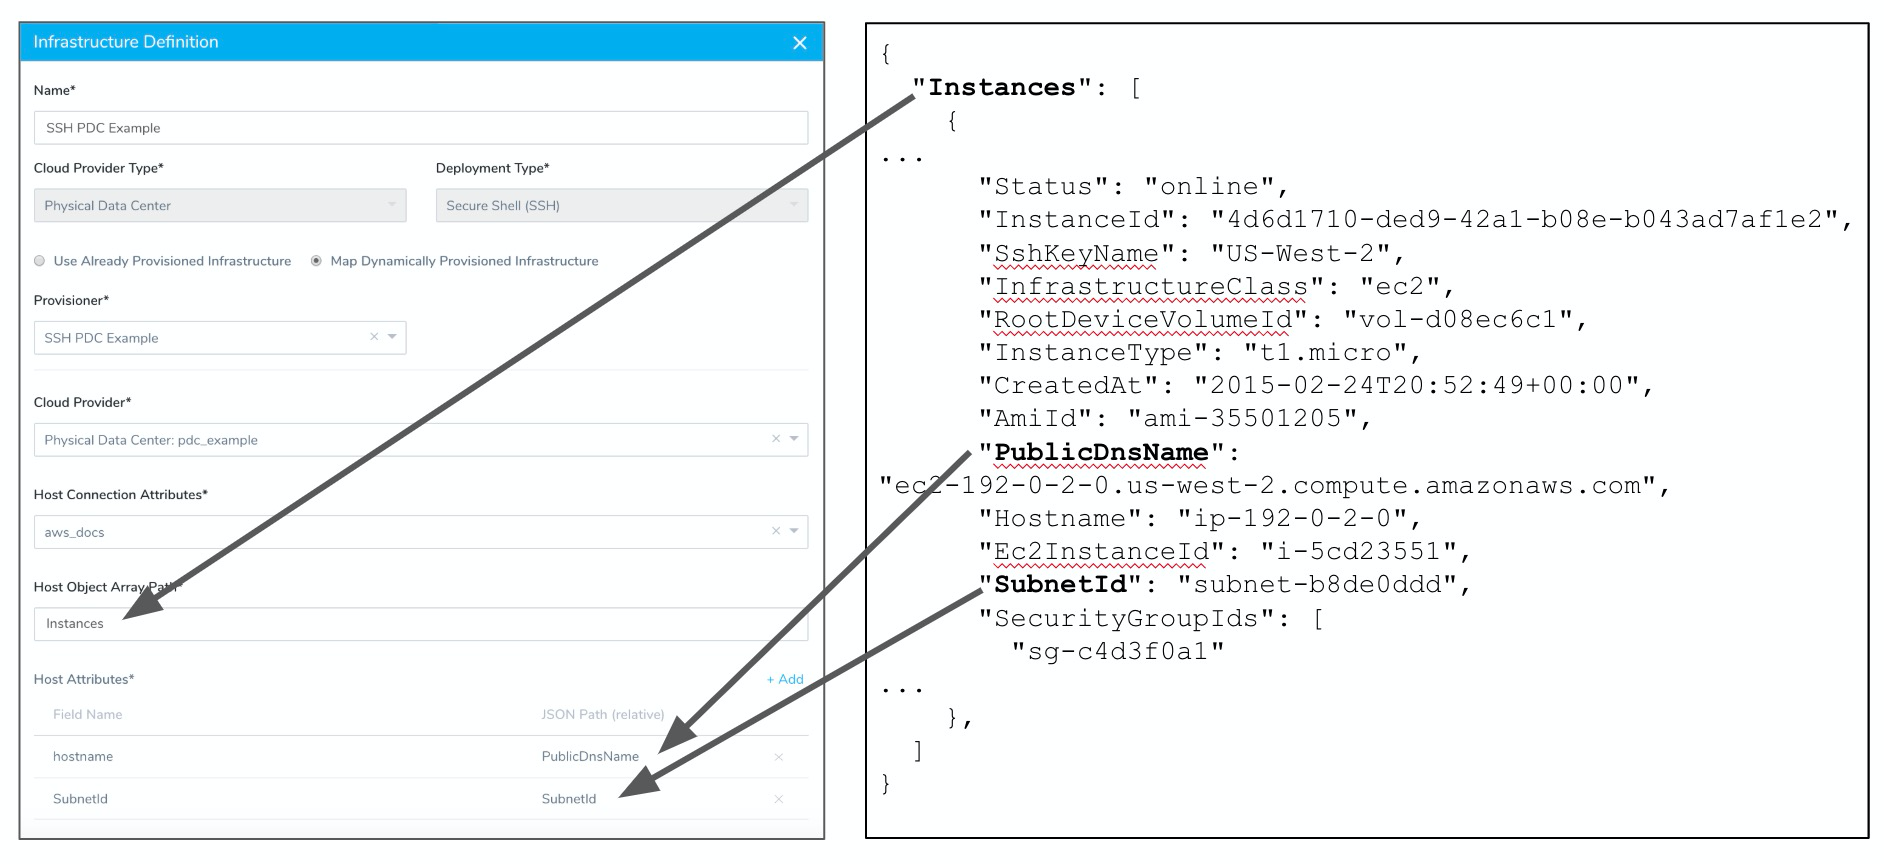 Infrastructure Definition
Name*
SSH PDC Example
Cloud Provider Type* Deployment Type*
Physical Data Center Secure Shell (SSH)
Use Already Provisioned Infrastructure Map Dynamically Provisioned Infrastructure
Provisioner*
SSH PDC Example
Cloud Provider*
Physical Data Center: pdc_example
Host Connection Attributes*
aws_docs
Host Object Array Path*
Instances
Host Attributes* + Add
Field Name JSON Path (relative)
hostname PublicDnsName
SubnetId SubnetId
{
"Instances": [
{
...
"Status": "online",
"InstanceId": "4d6d1710-ded9-42a1-b08e-b043ad7af1e2",
"SshKeyName": "US-West-2",
"InfrastructureClass": "ec2",
"RootDeviceVolumeId": "vol-d08ec6c1",
"InstanceType": "t1.micro",
"CreatedAt": "2015-02-24T20:52:49+00:00",
"AmiId": "ami-35501205",
"PublicDnsName":
"ec2-192-0-2-0.us-west-2.compute.amazonaws.com",
"Hostname": "ip-192-0-2-0",
"Ec2InstanceId": "i-5cd23551",
"SubnetId": "subnet-b8de0ddd",
"SecurityGroupIds": [
"sg-c4d3f0a1"
...
},
]
}